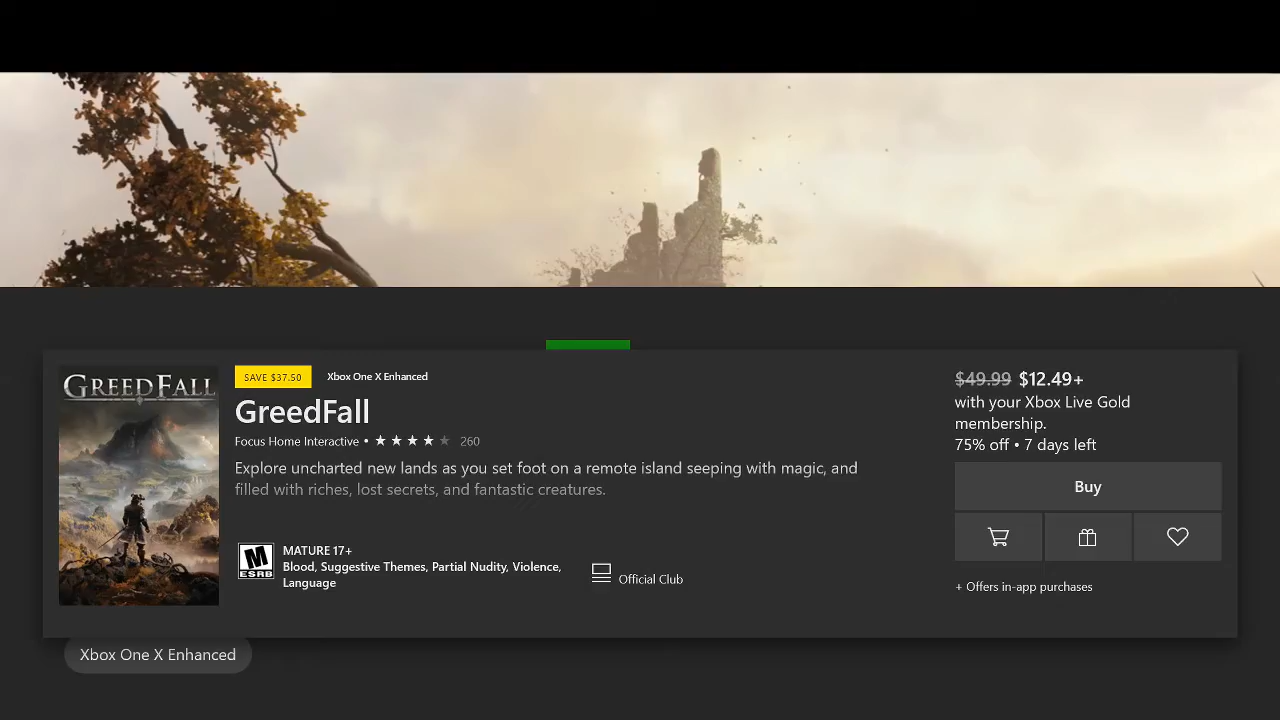 GREEDFALL
SAVE $37.50
Xbox One X Enhanced
GreedFall
Focus Home Interactive • ★★★★★ 260
Explore uncharted new lands as you set foot on a remote island seeping with magic, and
filled with riches, lost secrets, and fantastic creatures.
M
ESRB
MATURE 17+
Blood, Suggestive Themes, Partial Nudity, Violence,
Language
Official Club
$49.99 $12.49+
with your Xbox Live Gold
membership.
75% off • 7 days left
Buy
+ Offers in-app purchases
Xbox One X Enhanced